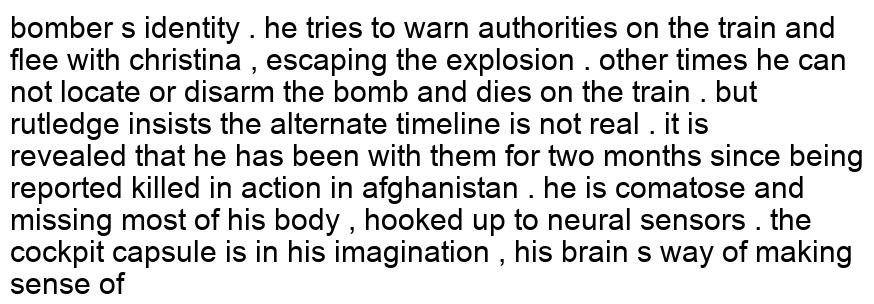 bomber s identity . he tries to warn authorities on the train and
flee with christina , escaping the explosion . other times he can
not locate or disarm the bomb and dies on the train . but
rutledge insists the alternate timeline is not real . it is
revealed that he has been with them for two months since being
reported killed in action in afghanistan . he is comatose and
missing most of his body , hooked up to neural sensors . the
cockpit capsule is in his imagination , his brain s way of making
sense of